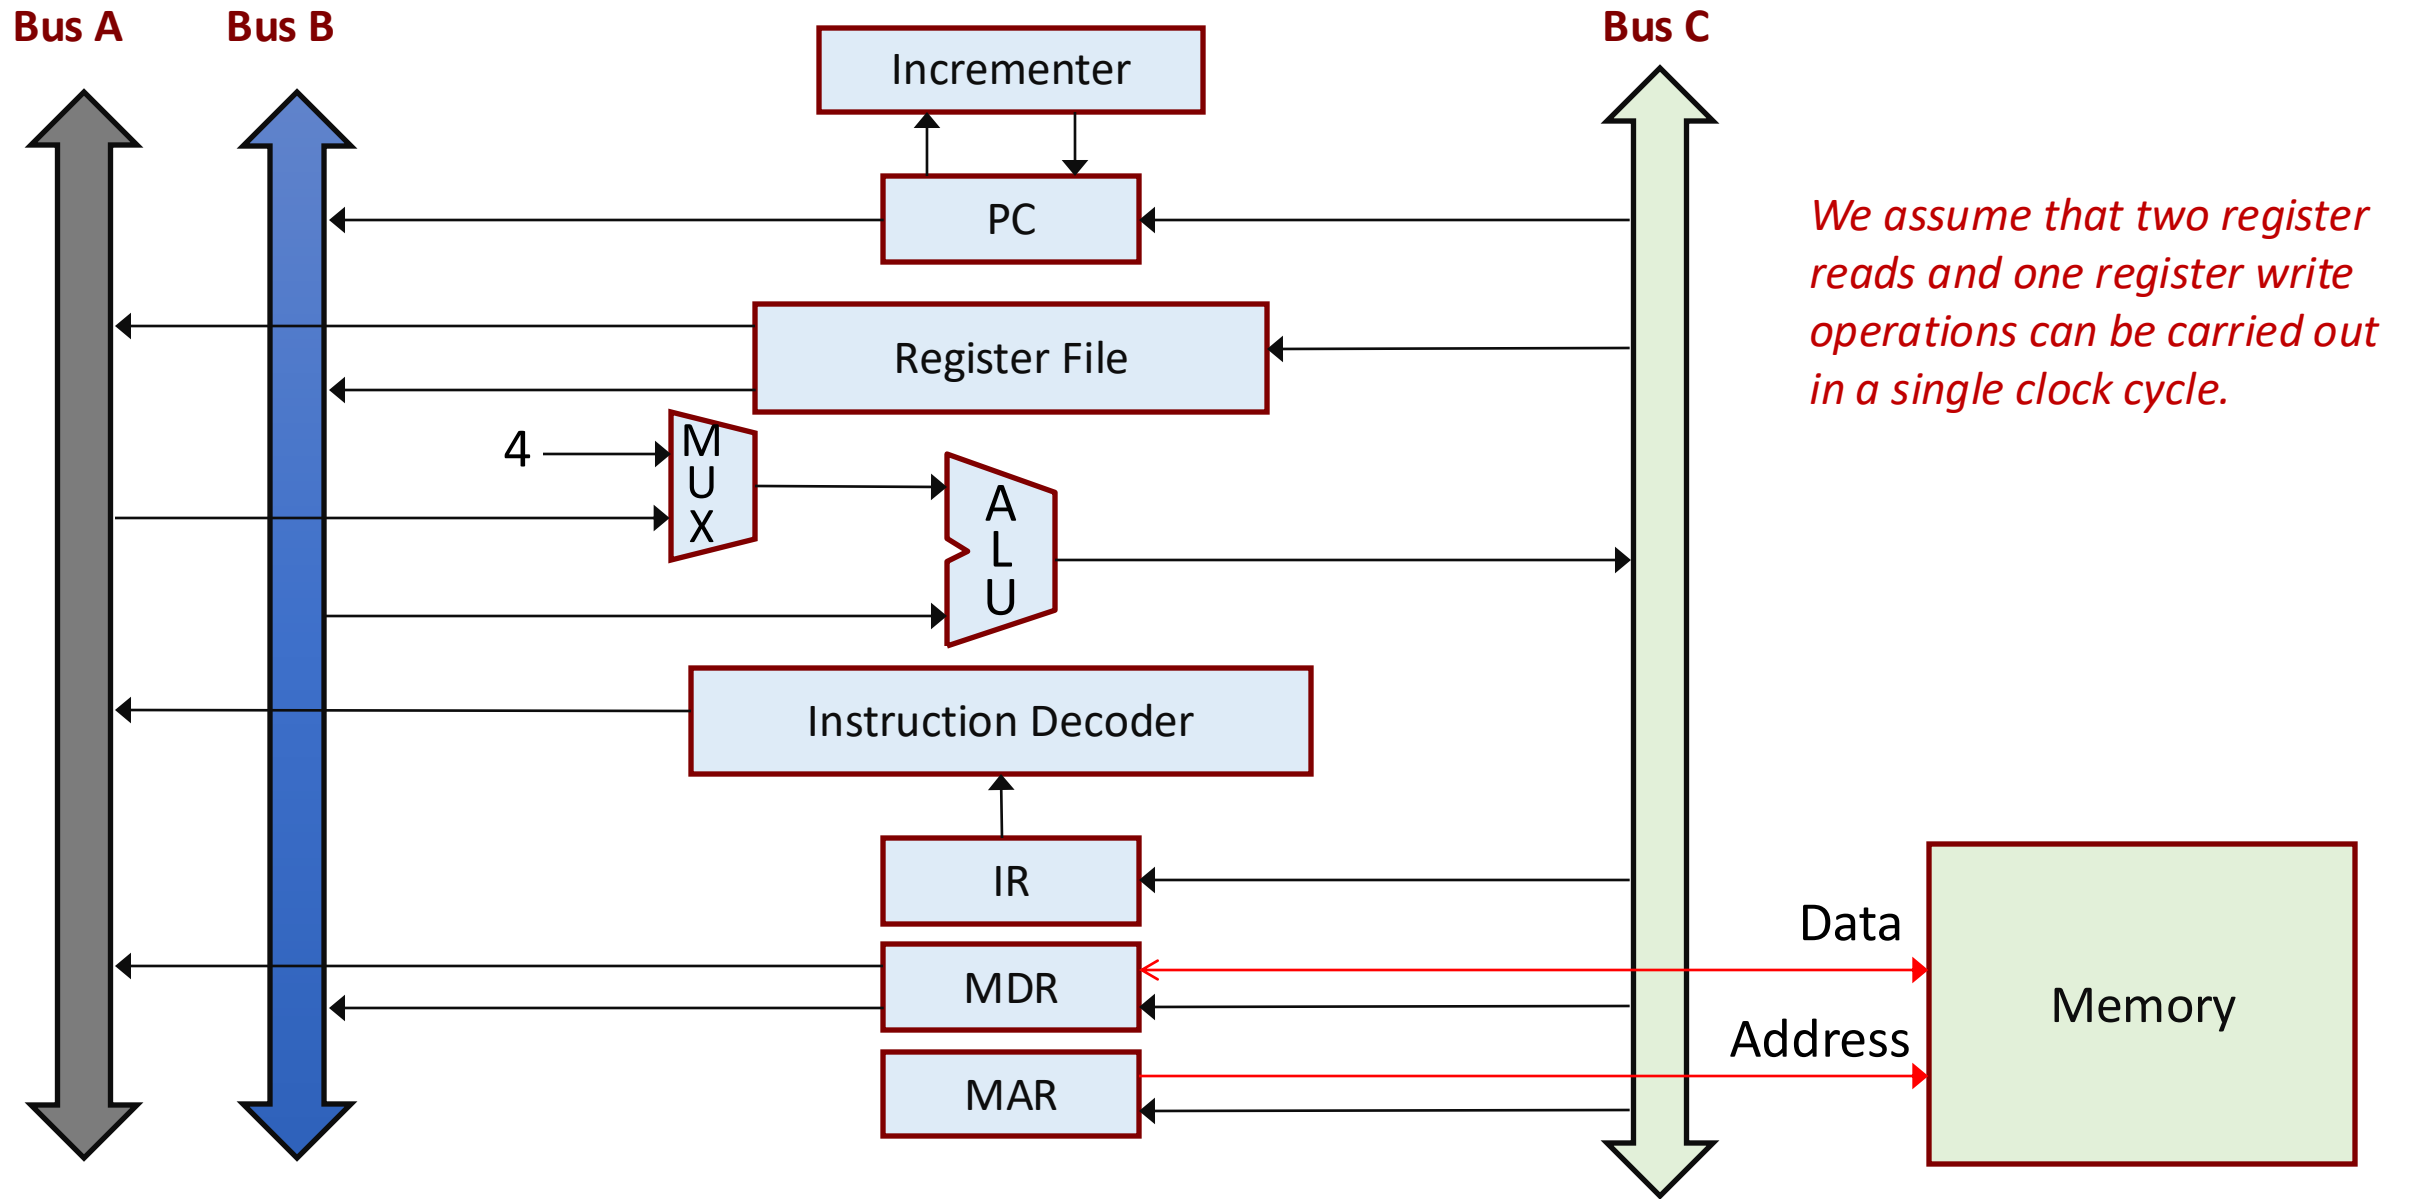 Bus A
Bus B
Bus C
Incrementer
PC
We assume that two register
reads and one register write
operations can be carried out
in a single clock cycle.
Register File
4
M
U
X
A
L
U
Instruction Decoder
IR
Data
MDR
Memory
Address
MAR